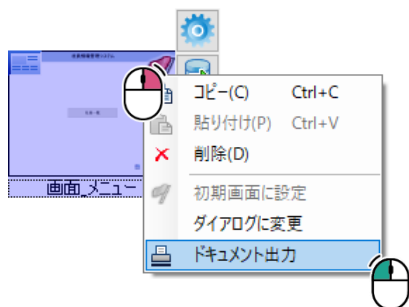 コピー(C) Ctrl+C
貼り付け(P) Ctrl+V
削除(D)
画面_メニュー
初期画面に設定
ダイアログに変更
ドキュメント出力